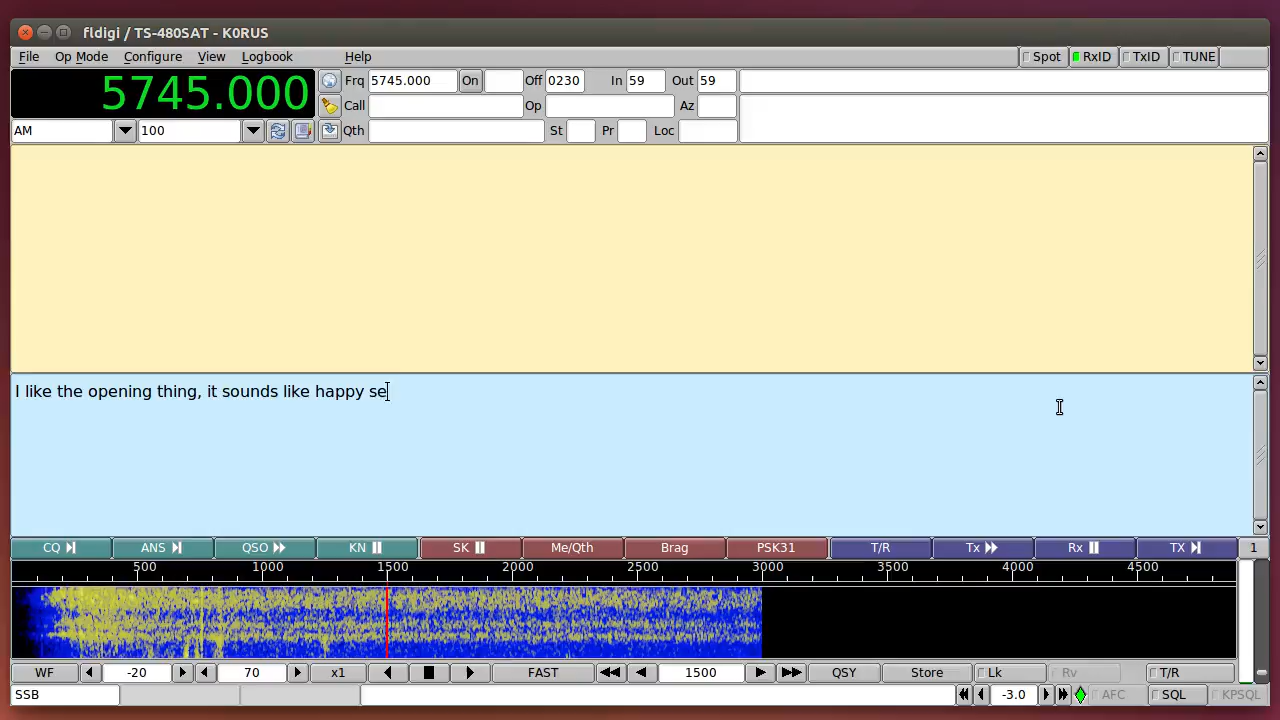 fldigi / TS-480SAT - K0RUS
File Op Mode Configure View Logbook Help Spot RxID TxID TUNE
5745.000 Frq 5745.000 On Off 0230 In 59 Out 59
Call Op Az
AM 100 Qth St Pr Loc
I like the opening thing, it sounds like happy se
CQ ANS QSO KN SK Me/Qth Brag PSK31 T/R Tx Rx TX 1
500 1000 1500 2000 2500 3000 3500 4000 4500
WF -20 70 x1 FAST 1500 QSY Store Lk Rv T/R
SSB -3.0 AFC SQL KPSQL